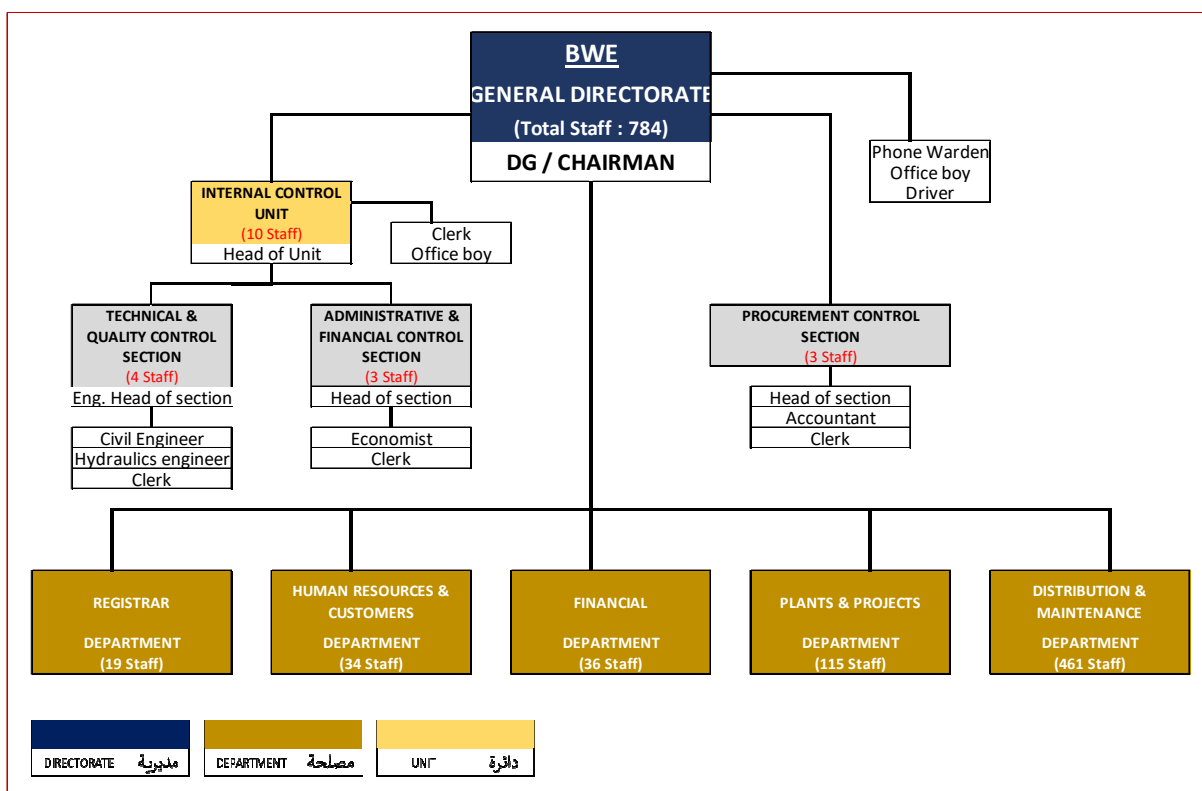 BWE
GENERAL DIRECTORATE
(Total Staff : 784)
DG / CHAIRMAN
Phone Warden
Office boy
Driver
INTERNAL CONTROL
UNIT
(10 Staff)
Head of Unit
Clerk
Office boy
TECHNICAL &
QUALITY CONTROL
SECTION
(4 Staff)
Eng. Head of section
Civil Engineer
Hydraulics engineer
Clerk
ADMINISTRATIVE &
FINANCIAL CONTROL
SECTION
(3 Staff)
Head of section
Economist
Clerk
PROCUREMENT CONTROL
SECTION
(3 Staff)
Head of section
Accountant
Clerk
REGISTRAR
DEPARTMENT
(19 Staff)
HUMAN RESOURCES &
CUSTOMERS
DEPARTMENT
(34 Staff)
FINANCIAL
DEPARTMENT
(36 Staff)
PLANTS & PROJECTS
DEPARTMENT
(115 Staff)
DISTRIBUTION &
MAINTENANCE
DEPARTMENT
(461 Staff)
DIRECTORATE مديرية
DEPARTMENT مصلحة
UNIT دائرة